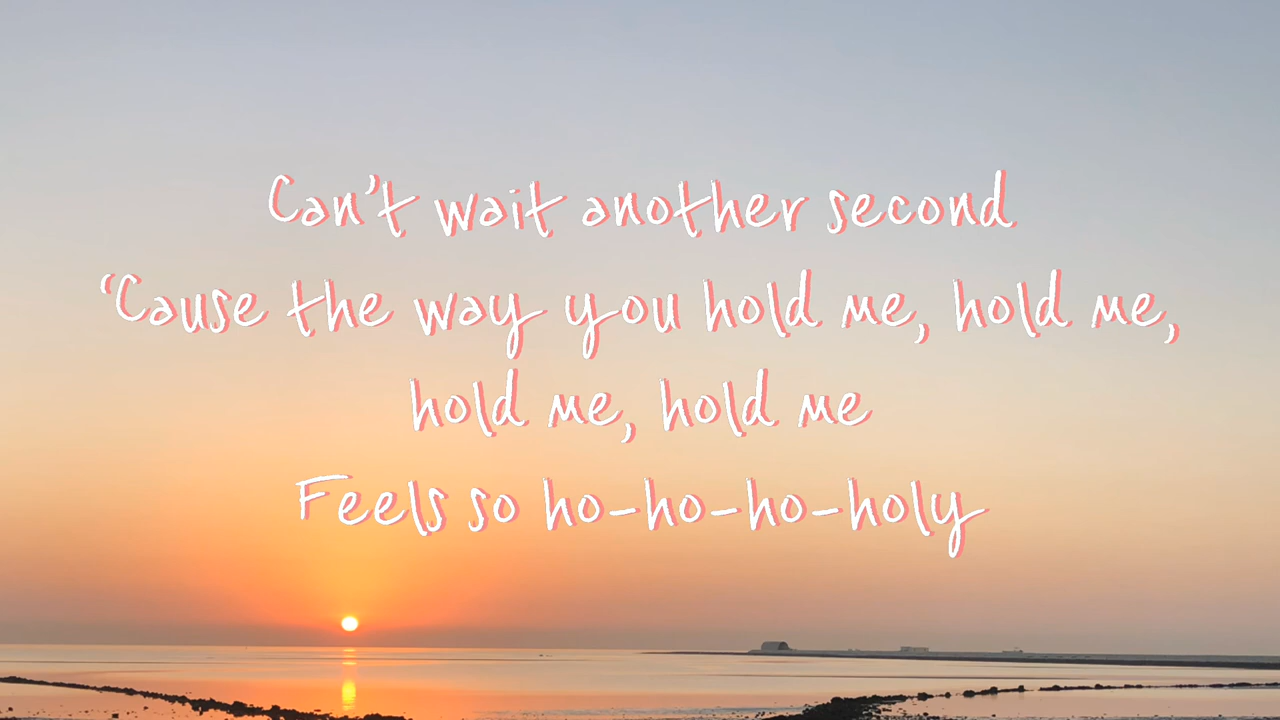 Can’t wait another second
‘Cause the way you hold me, hold me,
hold me, hold me
Feels so ho-ho-ho-holy